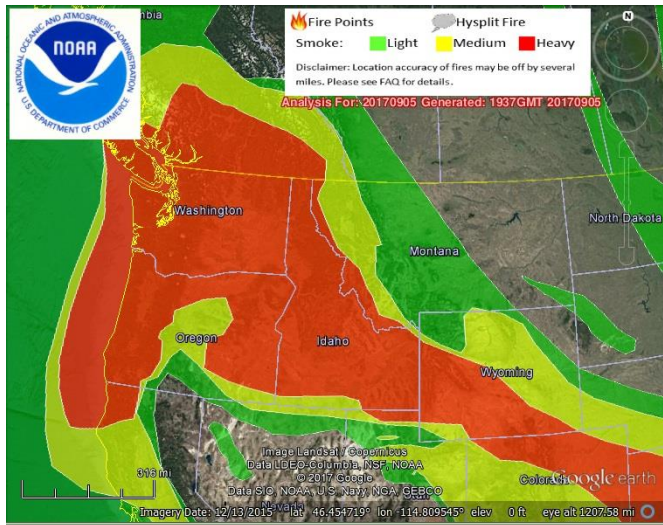 NATIONAL OCEANIC AND ATMOSPHERIC ADMINISTRATION
NOAA
U.S. DEPARTMENT OF COMMERCE
bia
Fire Points
Hysplit Fire
Smoke: Light Medium Heavy
Disclaimer: Location accuracy of fires may be off by several
miles. Please see FAQ for details.
Analysis For: 20170905 Generated: 1937GMT 20170905
N
Washington
North Dakota
Montana
Oregon
Idaho
Wyoming
Image Landsat / Copernicus
Data LDEO-Columbia, NSF, NOAA
© 2017 Google
Data SIO, NOAA, U.S. Navy, NGA, GEBCO
316 mi
Google earth
Imagery Date: 12/13/2015 lat 46.454719° lon -114.809545° elev 0 ft eye alt 1207.58 mi